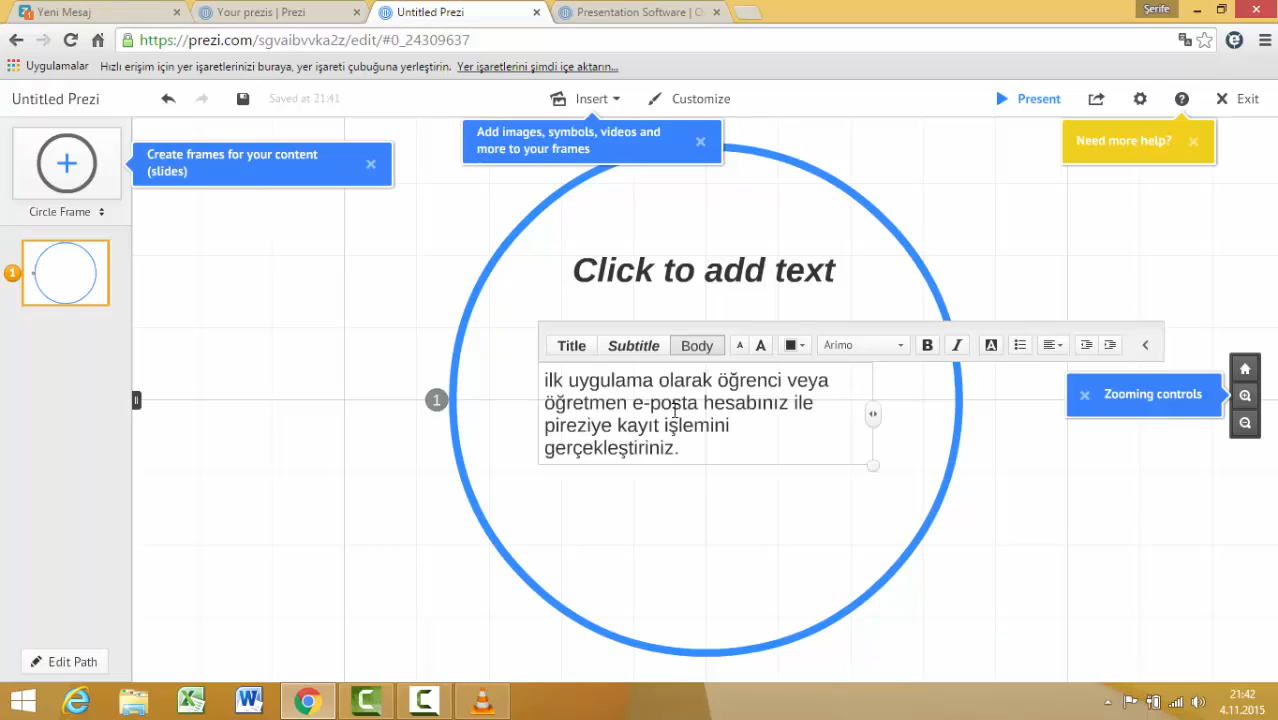 Yeni Mesaj
Your prezis | Prezi
Untitled Prezi
Presentation Software | O
Şerife
https://prezi.com/sgvaibvvka2z/edit/#0_24309637
Uygulamalar
Hızlı erişim için yer işaretlerinizi buraya, yer işareti çubuğuna yerleştirin.
Yer işaretlerini şimdi içe aktarın...
Untitled Prezi
Saved at 21:41
Insert
Customize
Present
Exit
Create frames for your content
(slides)
Add images, symbols, videos and
more to your frames
Need more help?
Circle Frame
1
Click to add text
Title
Subtitle
Body
A
A
Arimo
B
I
A
ilk uygulama olarak öğrenci veya
öğretmen e-posta hesabınız ile
pireziye kayıt işlemini
gerçekleştiriniz.
1
Zooming controls
Edit Path
21:42
4.11.2015